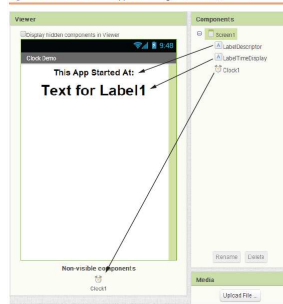 Viewer
Display hidden components in Viewer
9:48
Clock Demo
This App Started At:
Text for Label1
Non-visible components
Clock1
Components
Screen1
LabelDescriptor
LabelTimeDisplay
Clock1
Rename Delete
Media
Upload File ...